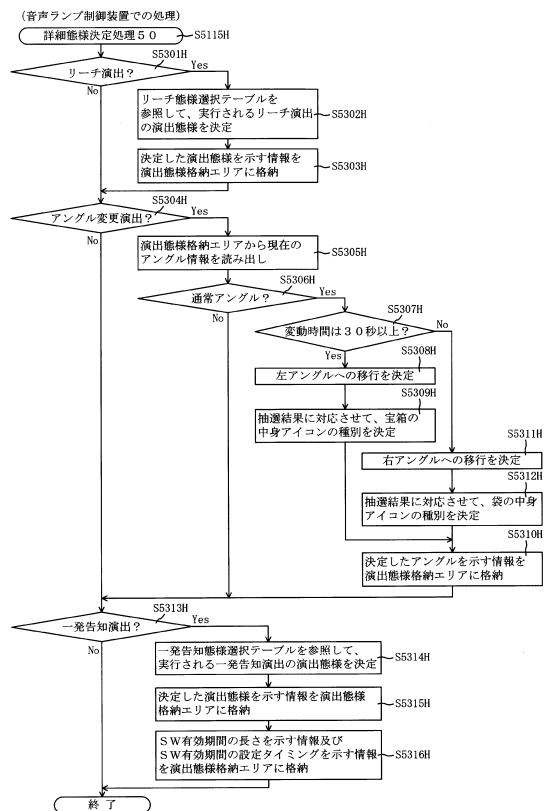 (音声ランプ制御装置での処理)
詳細態様決定処理50
S5115H
S5301H
リーチ演出?
Yes
No
リーチ態様選択テーブルを
参照して、実行されるリーチ演出
の演出態様を決定
S5302H
決定した演出態様を示す情報を
演出態様格納エリアに格納
S5303H
S5304H
アングル変更演出?
Yes
No
演出態様格納エリアから現在の
アングル情報を読み出し
S5305H
S5306H
通常アングル?
Yes
No
S5307H
変動時間は30秒以上?
No
Yes
S5308H
左アングルへの移行を決定
S5309H
抽選結果に対応させて、宝箱の
中身アイコンの種別を決定
S5311H
右アングルへの移行を決定
S5312H
抽選結果に対応させて、袋の中身
アイコンの種別を決定
S5310H
決定したアングルを示す情報を
演出態様格納エリアに格納
S5313H
一発告知演出?
Yes
No
一発告知態様選択テーブルを参照して、
実行される一発告知演出の演出態様を決定
S5314H
決定した演出態様を示す情報を演出態様
格納エリアに格納
S5315H
SW有効期間の長さを示す情報及び
SW有効期間の設定タイミングを示す情報
を演出態様格納エリアに格納
S5316H
終了